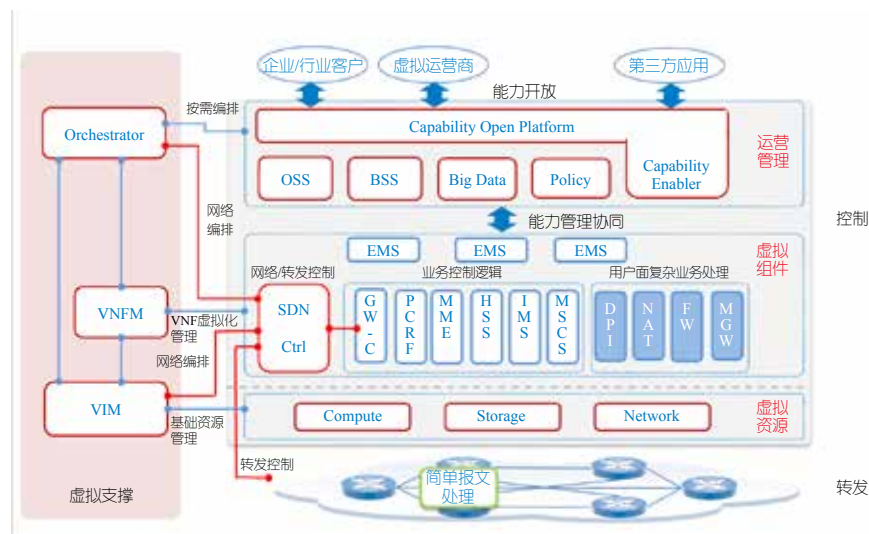 企业/行业客户
虚拟运营商
第三方应用
能力开放
按需编排
Orchestrator
Capability Open Platform
运营
管理
OSS
BSS
Big Data
Policy
Capability
Enabler
网络
编排
能力管理协同
控制
EMS
EMS
EMS
虚拟
组件
网络/转发控制
业务控制逻辑
用户面复杂业务处理
VNFM
VNF虚拟化
管理
SDN
Ctrl
GW-C
PCRF
MME
HSS
IMS
MSCS
DPI
NAT
FW
MGW
网络编排
VIM
基础资源
管理
Compute
Storage
Network
虚拟
资源
转发控制
简单报文
处理
虚拟支撑
转发